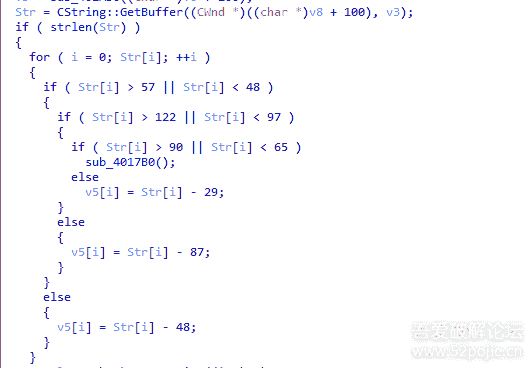 Str = CString::GetBuffer((CWnd *)((char *)v8 + 100), v3);
if ( strlen(Str) )
{
for ( i = 0; Str[i]; ++i )
{
if ( Str[i] > 57 || Str[i] < 48 )
{
if ( Str[i] > 122 || Str[i] < 97 )
{
if ( Str[i] > 90 || Str[i] < 65 )
sub_4017B0();
else
v5[i] = Str[i] - 29;
}
else
{
v5[i] = Str[i] - 87;
}
}
else
{
v5[i] = Str[i] - 48;
}
}
吾爱破解论坛
www.52pojie.cn